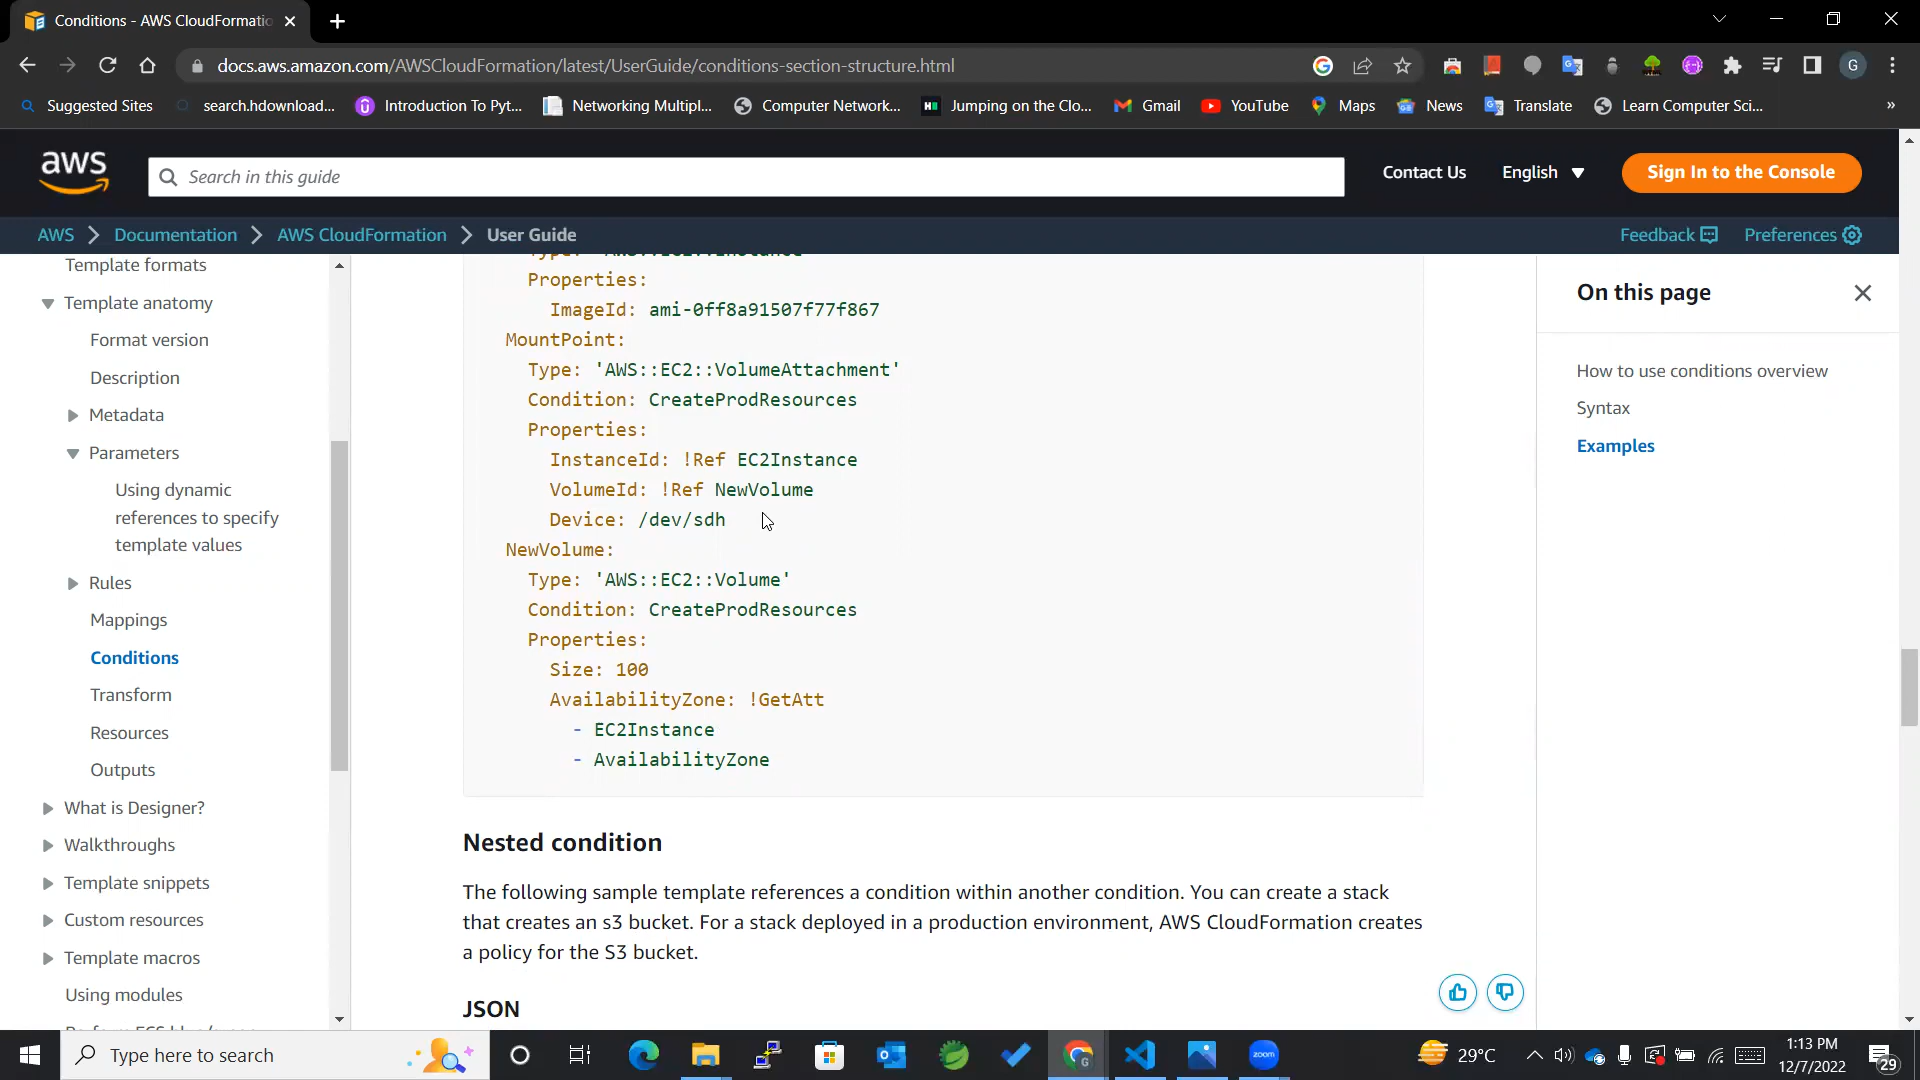 Conditions - AWS CloudFormatio
docs.aws.amazon.com/AWSCloudFormation/latest/UserGuide/conditions-section-structure.html
G
Suggested Sites
search.hdownload...
Introduction To Pyt...
Networking Multipl...
Computer Network...
Jumping on the Clo...
Gmail
YouTube
Maps
News
Translate
Learn Computer Sci...
»
aws
Search in this guide
Contact Us
English
Sign In to the Console
AWS
Documentation
AWS CloudFormation
User Guide
Feedback
Preferences
Template formats
Template anatomy
Format version
Description
Metadata
Parameters
Using dynamic
references to specify
template values
Rules
Mappings
Conditions
Transform
Resources
Outputs
What is Designer?
Walkthroughs
Template snippets
Custom resources
Template macros
Using modules
Properties:
ImageId: ami-0ff8a91507f77f867
MountPoint:
Type: 'AWS::EC2::VolumeAttachment'
Condition: CreateProdResources
Properties:
InstanceId: !Ref EC2Instance
VolumeId: !Ref NewVolume
Device: /dev/sdh
NewVolume:
Type: 'AWS::EC2::Volume'
Condition: CreateProdResources
Properties:
Size: 100
AvailabilityZone: !GetAtt
- EC2Instance
- AvailabilityZone
Nested condition
The following sample template references a condition within another condition. You can create a stack
that creates an s3 bucket. For a stack deployed in a production environment, AWS CloudFormation creates
a policy for the S3 bucket.
JSON
On this page
How to use conditions overview
Syntax
Examples
Type here to search
zoom
29°C
1:13 PM
12/7/2022
29